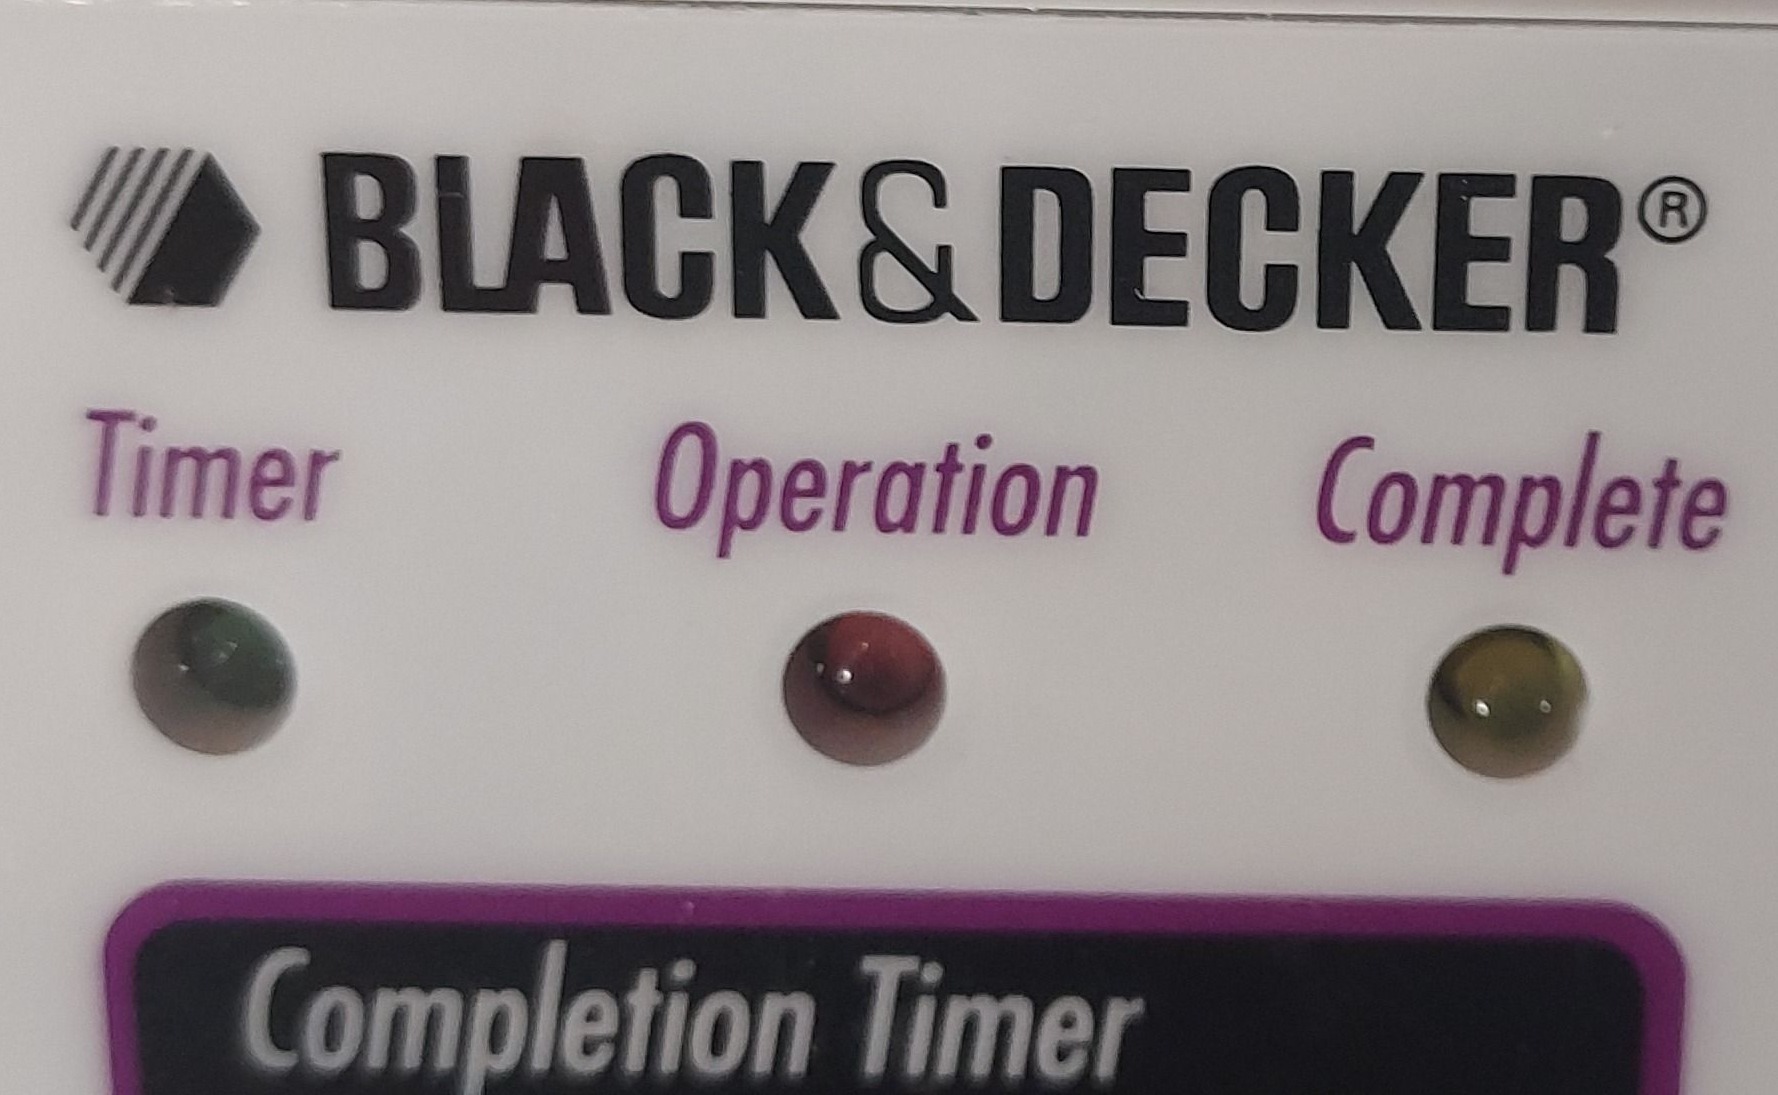 BLACK&DECKER®
Timer Operation Complete
Completion Timer